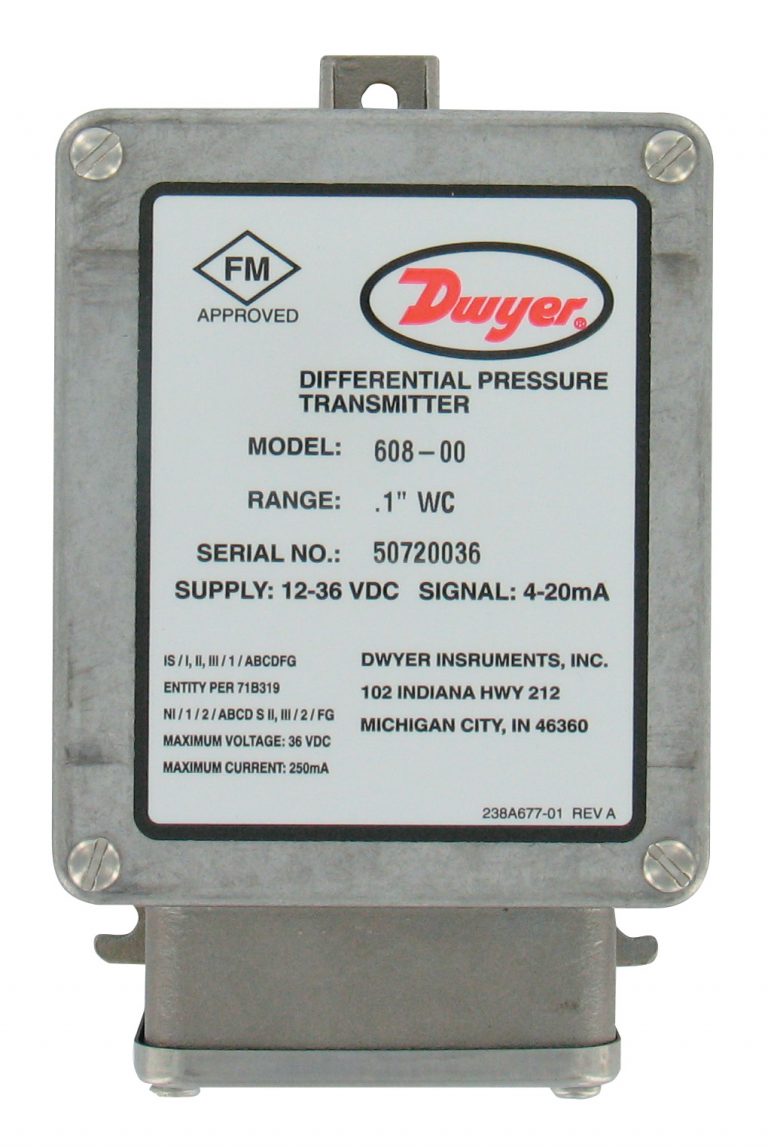 FM
APPROVED
Dwyer®
DIFFERENTIAL PRESSURE
TRANSMITTER
MODEL: 608-00
RANGE: .1" WC
SERIAL NO.: 50720036
SUPPLY: 12-36 VDC SIGNAL: 4-20mA
IS / I, II, III / 1 / ABCDFG
ENTITY PER 71B319
NI / 1 / 2 / ABCD S II, III / 2 / FG
MAXIMUM VOLTAGE: 36 VDC
MAXIMUM CURRENT: 250mA
DWYER INSRUMENTS, INC.
102 INDIANA HWY 212
MICHIGAN CITY, IN 46360
238A677-01 REV A